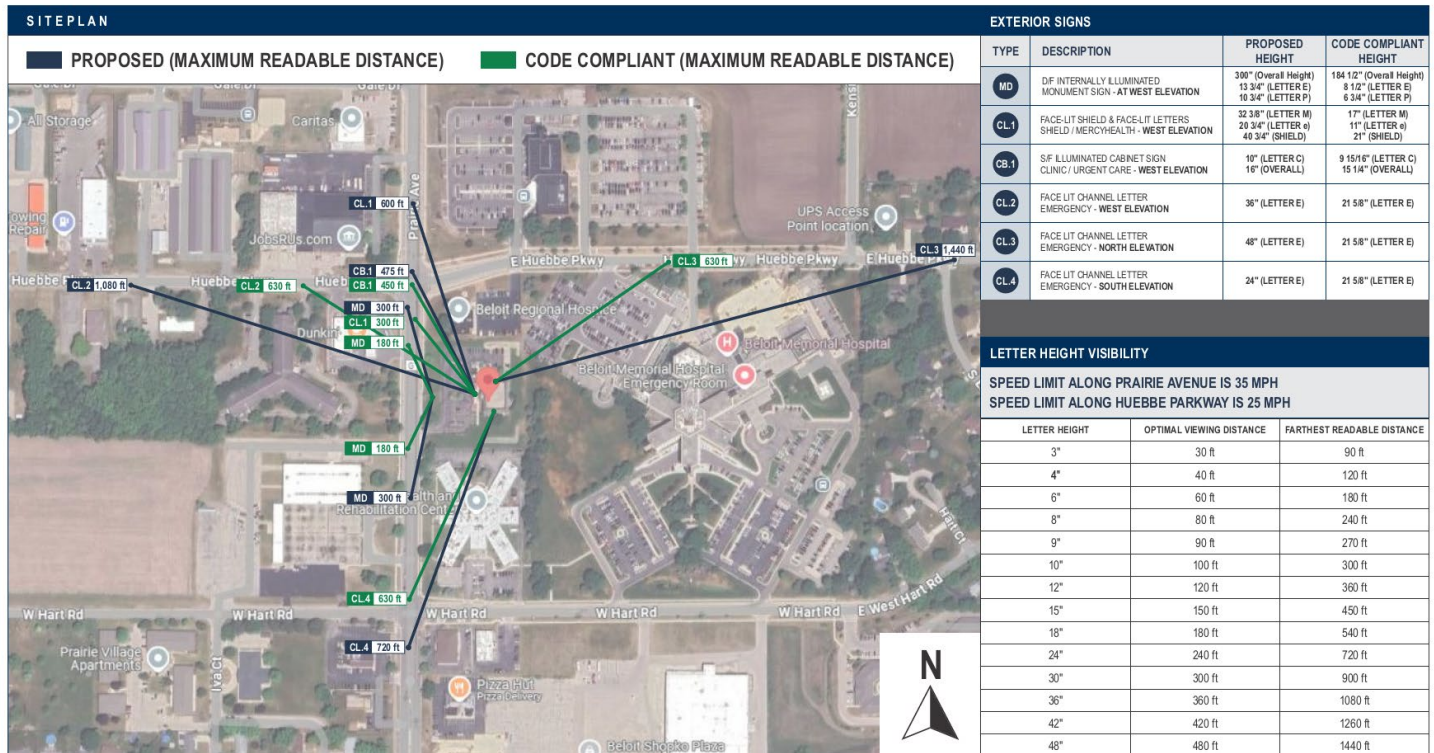 SITEPLAN
PROPOSED (MAXIMUM READABLE DISTANCE)
CODE COMPLIANT (MAXIMUM READABLE DISTANCE)
All Storage
Caritas
Prairie Ave
CL.1 600 ft
Repair
JobsRUs.com
UPS Access
Point location
CL.3 1,440 ft
CL.3 630 ft
E Huebbe Pkwy
Huebbe Pkwy
E Huebbe Pkwy
CL.2 1,080 ft
Huebbe
CL.2 630 ft
CB.1 475 ft
CB.1 450 ft
MD 300 ft
CL.1 300 ft
MD 180 ft
Beloit Regional Hospice
Beloit Memorial Hospital
Beloit Memorial Hospital
Emergency Room
MD 180 ft
MD 300 ft
Rehabilitation Center
Hart Ct
CL.4 630 ft
W Hart Rd
W Hart Rd
W Hart Rd
W Hart Rd
W Hart Rd
E West Hart Rd
CL.4 720 ft
Prairie Village
Apartments
Iva Ct
Pizza Hut
Pizza Delivery
Beloit Shopko Plaza
N
EXTERIOR SIGNS
TYPE DESCRIPTION PROPOSED HEIGHT CODE COMPLIANT HEIGHT
MD D/F INTERNALLY ILLUMINATED MONUMENT SIGN - AT WEST ELEVATION
300" (Overall Height) 184 1/2" (Overall Height)
13 3/4" (LETTER E) 8 1/2" (LETTER E)
10 3/4" (LETTER P) 6 3/4" (LETTER P)
CL.1 FACE-LIT SHIELD & FACE-LIT LETTERS SHIELD / MERCYHEALTH - WEST ELEVATION
32 3/8" (LETTER M) 17" (LETTER M)
20 3/4" (LETTER e) 11" (LETTER e)
40 3/4" (SHIELD) 21" (SHIELD)
CB.1 S/F ILLUMINATED CABINET SIGN CLINIC / URGENT CARE - WEST ELEVATION
10" (LETTER C) 9 15/16" (LETTER C)
16" (OVERALL) 15 1/4" (OVERALL)
CL.2 FACE LIT CHANNEL LETTER EMERGENCY - WEST ELEVATION 36" (LETTER E) 21 5/8" (LETTER E)
CL.3 FACE LIT CHANNEL LETTER EMERGENCY - NORTH ELEVATION 48" (LETTER E) 21 5/8" (LETTER E)
CL.4 FACE LIT CHANNEL LETTER EMERGENCY - SOUTH ELEVATION 24" (LETTER E) 21 5/8" (LETTER E)
LETTER HEIGHT VISIBILITY
SPEED LIMIT ALONG PRAIRIE AVENUE IS 35 MPH
SPEED LIMIT ALONG HUEBBE PARKWAY IS 25 MPH
LETTER HEIGHT OPTIMAL VIEWING DISTANCE FARTHEST READABLE DISTANCE
3" 30 ft 90 ft
4" 40 ft 120 ft
6" 60 ft 180 ft
8" 80 ft 240 ft
9" 90 ft 270 ft
10" 100 ft 300 ft
12" 120 ft 360 ft
15" 150 ft 450 ft
18" 180 ft 540 ft
24" 240 ft 720 ft
30" 300 ft 900 ft
36" 360 ft 1080 ft
42" 420 ft 1260 ft
48" 480 ft 1440 ft